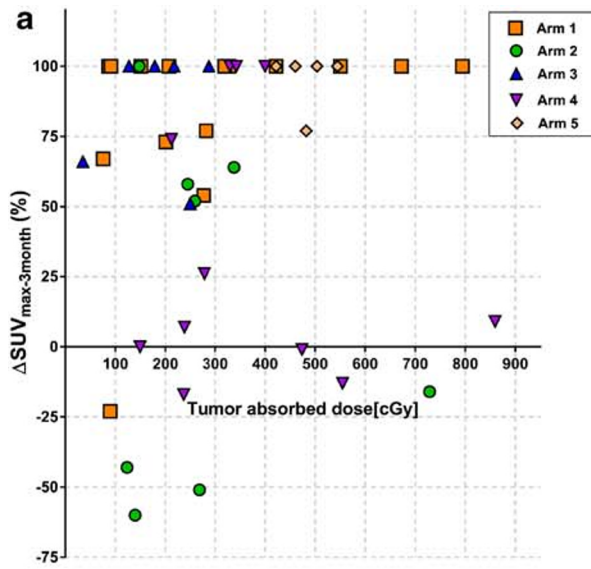 a
Arm 1
Arm 2
Arm 3
Arm 4
Arm 5
100
75
50
25
0
-25
-50
-75
ΔSUVmax-3month (%)
100 200 300 400 500 600 700 800 900
Tumor absorbed dose[cGy]